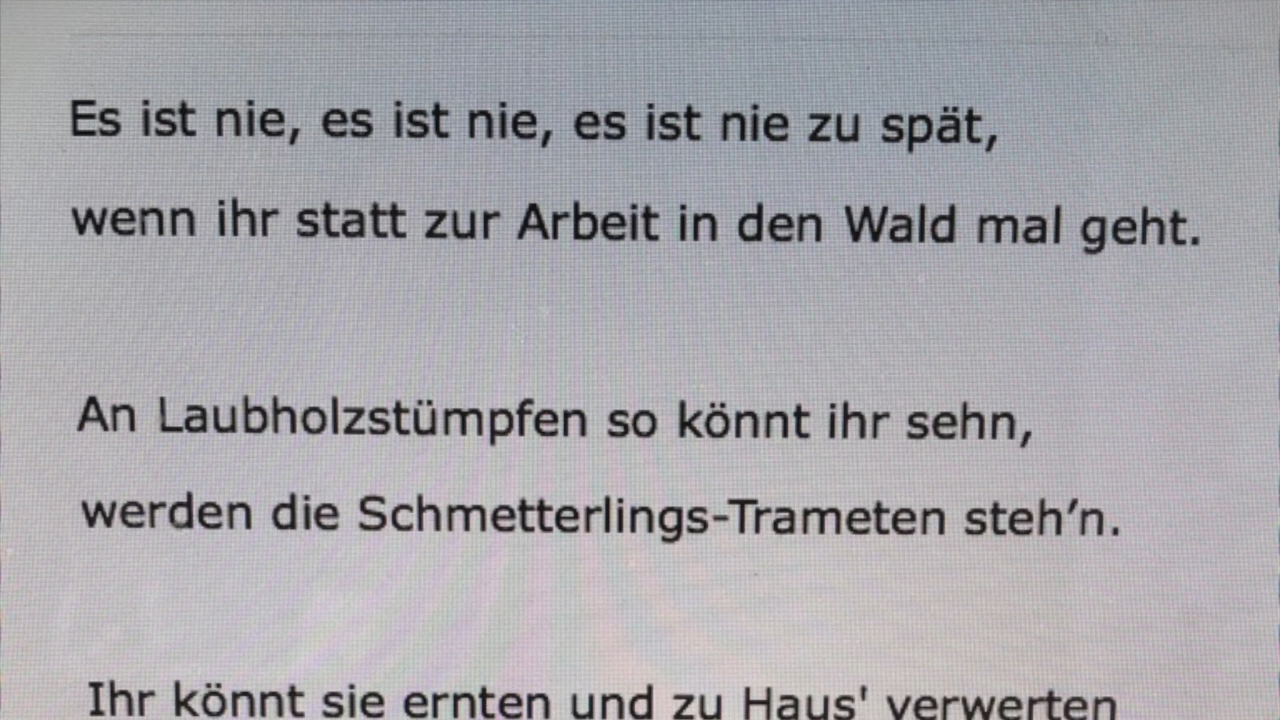 Es ist nie, es ist nie, es ist nie zu spät,
wenn ihr statt zur Arbeit in den Wald mal geht.
An Laubholzstümpfen so könnt ihr sehn,
werden die Schmetterlings-Trameten steh’n.
Ihr könnt sie ernten und zu Haus' verwerten